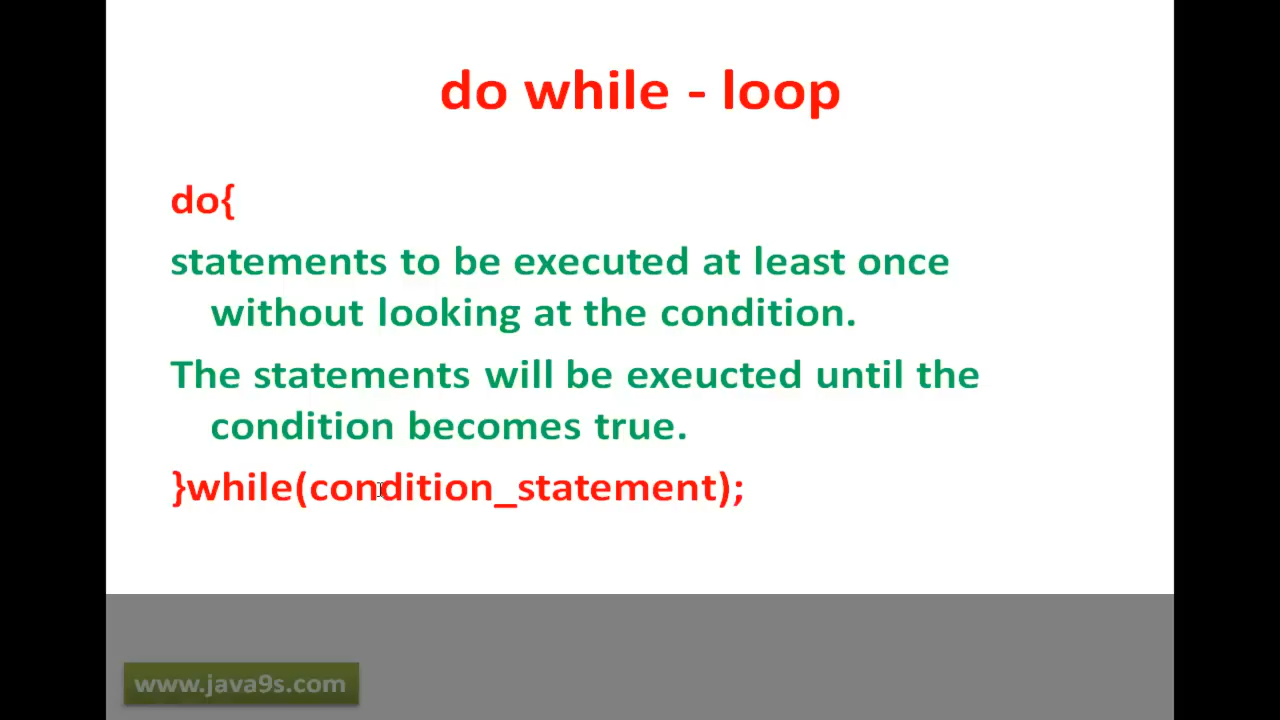 do while - loop
do{
statements to be executed at least once
without looking at the condition.
The statements will be exeucted until the
condition becomes true.
}while(condition_statement);
www.java9s.com